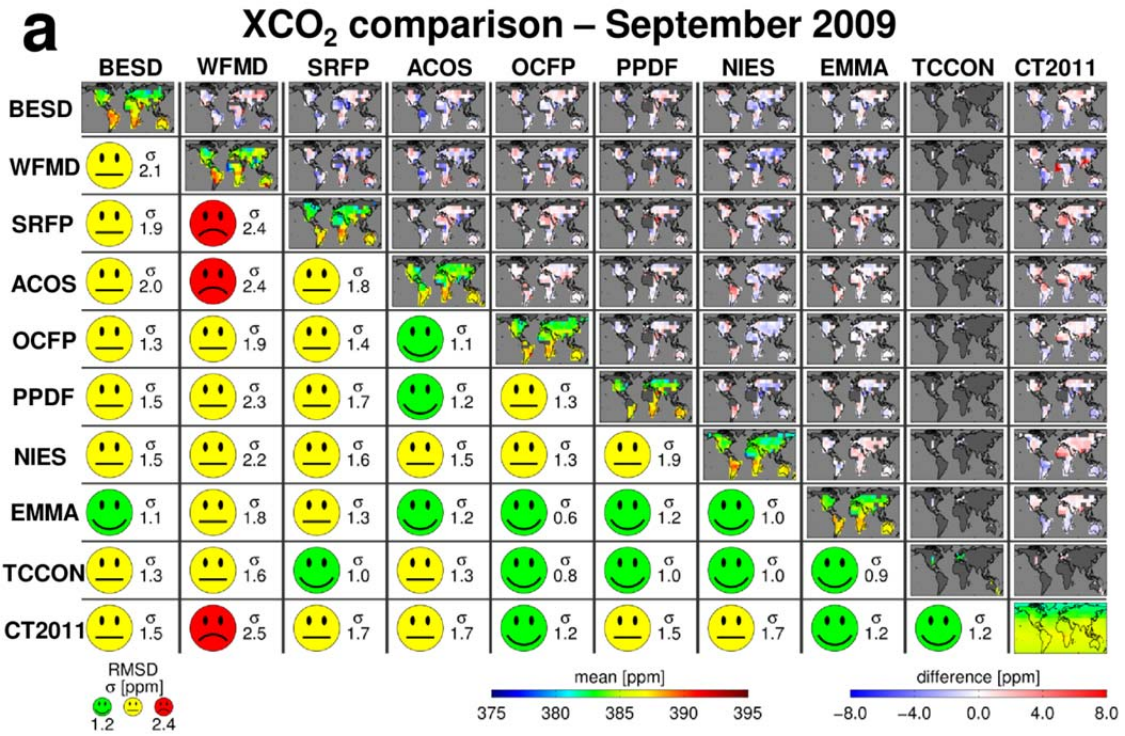 a
XCO₂ comparison – September 2009
BESD WFMD SRFP ACOS OCFP PPDF NIES EMMA TCCON CT2011
BESD
WFMD σ 2.1
SRFP σ 1.9 σ 2.4
ACOS σ 2.0 σ 2.4 σ 1.8
OCFP σ 1.3 σ 1.9 σ 1.4 σ 1.1
PPDF σ 1.5 σ 2.3 σ 1.7 σ 1.2 σ 1.3
NIES σ 1.5 σ 2.2 σ 1.6 σ 1.5 σ 1.3 σ 1.9
EMMA σ 1.1 σ 1.8 σ 1.3 σ 1.2 σ 0.6 σ 1.2 σ 1.0
TCCON σ 1.3 σ 1.6 σ 1.0 σ 1.3 σ 0.8 σ 1.0 σ 1.0 σ 0.9
CT2011 σ 1.5 σ 2.5 σ 1.7 σ 1.7 σ 1.2 σ 1.5 σ 1.7 σ 1.2 σ 1.2
RMSD
σ [ppm]
1.2 2.4
mean [ppm]
375 380 385 390 395
difference [ppm]
−8.0 −4.0 0.0 4.0 8.0